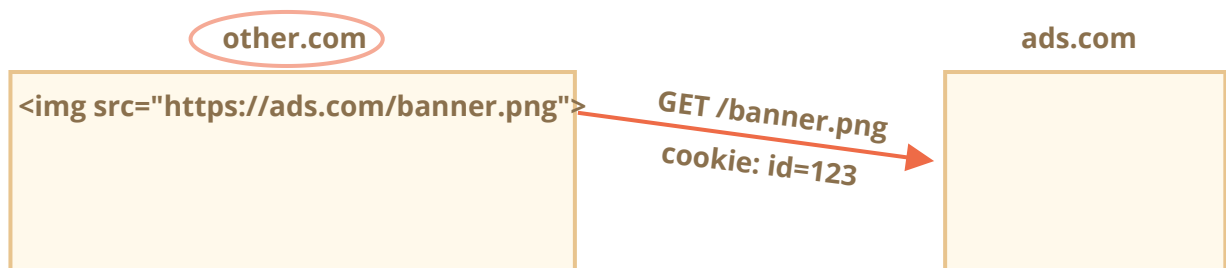 other.com
ads.com
<img src="https://ads.com/banner.png">
GET /banner.png
cookie: id=123